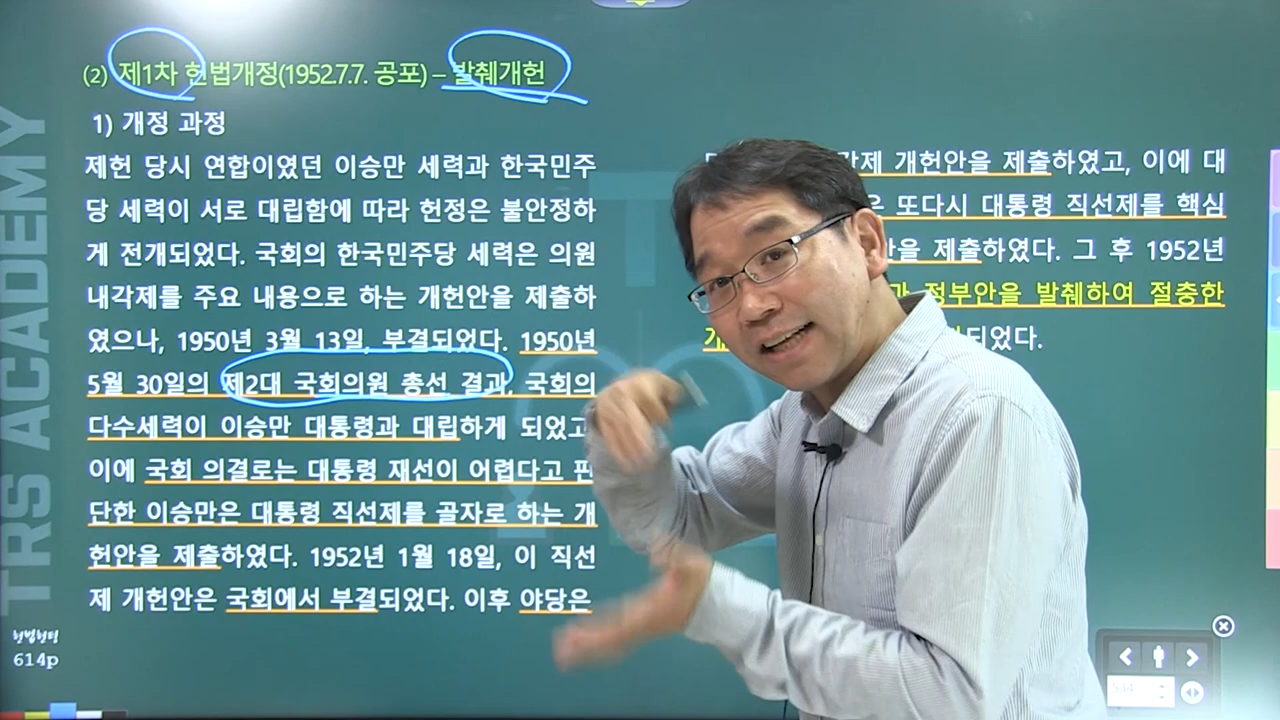 (2) 제1차 헌법개정(1952.7.7. 공포) – 발췌개헌
1) 개정 과정
제헌 당시 연합이였던 이승만 세력과 한국민주
당 세력이 서로 대립함에 따라 헌정은 불안정하
게 전개되었다. 국회의 한국민주당 세력은 의원
내각제를 주요 내용으로 하는 개헌안을 제출하
였으나, 1950년 3월 13일, 부결되었다. 1950년
5월 30일의 제2대 국회의원 총선 결과, 국회의
다수세력이 이승만 대통령과 대립하게 되었고
이에 국회 의결로는 대통령 재선이 어렵다고 판
단한 이승만은 대통령 직선제를 골자로 하는 개
헌안을 제출하였다. 1952년 1월 18일, 이 직선
제 개헌안은 국회에서 부결되었다. 이후 야당은
개헌안을 제출하였고, 이에 대
또다시 대통령 직선제를 핵심
제출하였다. 그 후 1952년
정부안을 발췌하여 절충한
되었다.
TRS ACADEMY
614p